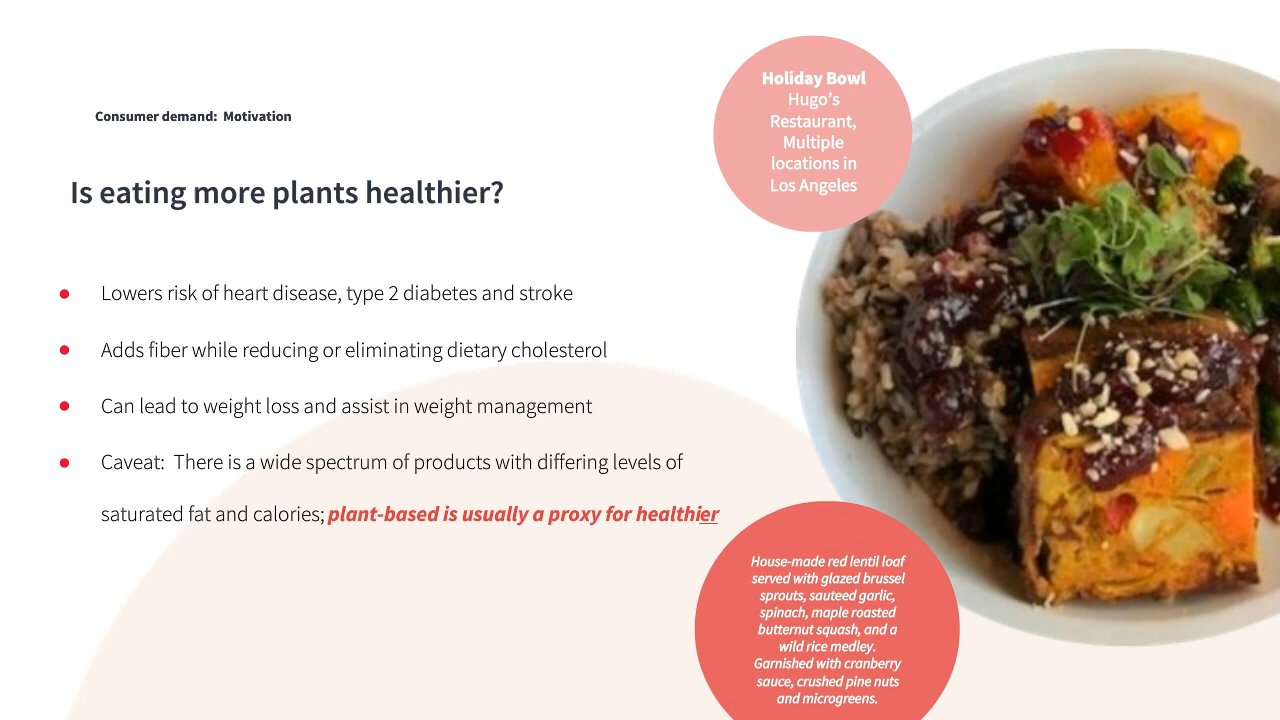 Consumer demand:  Motivation
Is eating more plants healthier?
● Lowers risk of heart disease, type 2 diabetes and stroke
● Adds fiber while reducing or eliminating dietary cholesterol
● Can lead to weight loss and assist in weight management
● Caveat:  There is a wide spectrum of products with differing levels of
saturated fat and calories; plant-based is usually a proxy for healthier
Holiday Bowl
Hugo’s
Restaurant,
Multiple
locations in
Los Angeles
House-made red lentil loaf
served with glazed brussel
sprouts, sauteed garlic,
spinach, maple roasted
butternut squash, and a
wild rice medley.
Garnished with cranberry
sauce, crushed pine nuts
and microgreens.